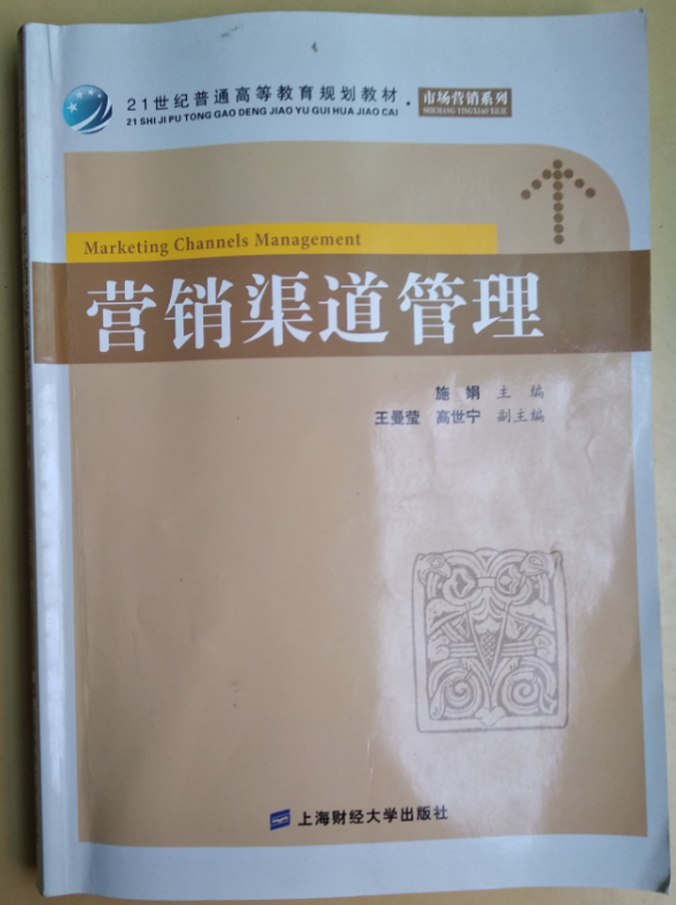 21世纪普通高等教育规划教材·市场营销系列
21 SHI JI PU TONG GAO DENG JIAO YU GUI HUA JIAO CAI
SHICHANG YINGXIAO XILIE
Marketing Channels Management
营销渠道管理
施 娟 主 编
王曼莹 高世宁 副主编
上海财经大学出版社